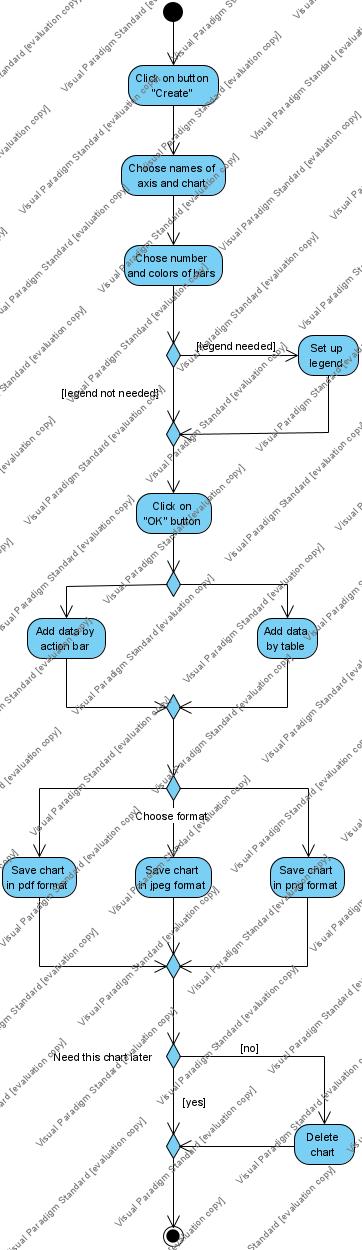 Click on button
"Create"
Choose names of
axis and chart
Chose number
and colors of bars
[legend needed]
Set up
legend
[legend not needed]
Click on
"OK" button
Add data by
action bar
Add data
by table
Choose format
Save chart
in pdf format
Save chart
in jpeg format
Save chart
in png format
Need this chart later
[no]
[yes]
Delete
chart
Visual Paradigm Standard [evaluation copy]